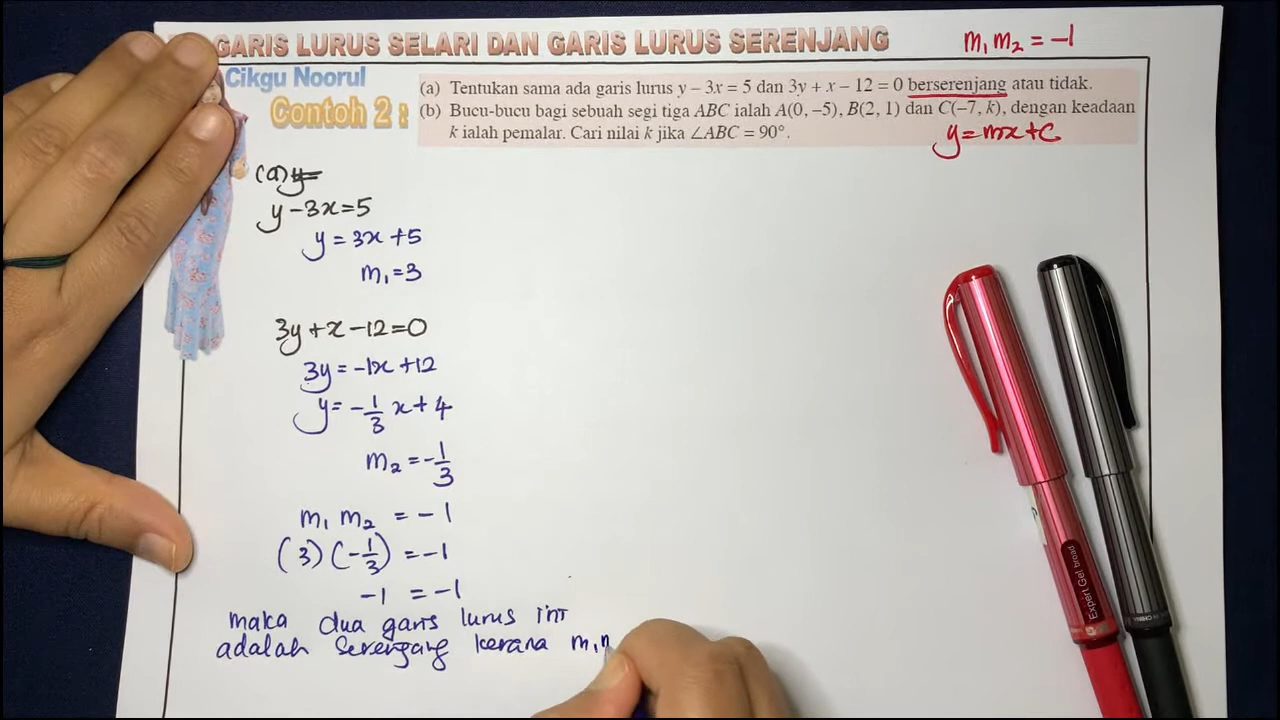 GARIS LURUS SELARI DAN GARIS LURUS SERENJANG
m₁m₂ = -1
Cikgu Noorul
Contoh 2 :
(a) Tentukan sama ada garis lurus y – 3x = 5 dan 3y + x – 12 = 0 berserenjang atau tidak.
(b) Bucu-bucu bagi sebuah segi tiga ABC ialah A(0, –5), B(2, 1) dan C(–7, k), dengan keadaan
k ialah pemalar. Cari nilai k jika ∠ABC = 90°.
y=mx+c
(a) y=
y-3x=5
y = 3x+5
m₁=3
3y+x-12=0
3y = -1x+12
y= -1/3 x+4
m₂ = -1/3
m₁ m₂ = -1
(3)(-1/3) = -1
-1 = -1
maka dua garis lurus ini
adalah serenjang kerana m₁
Expert Gel broad